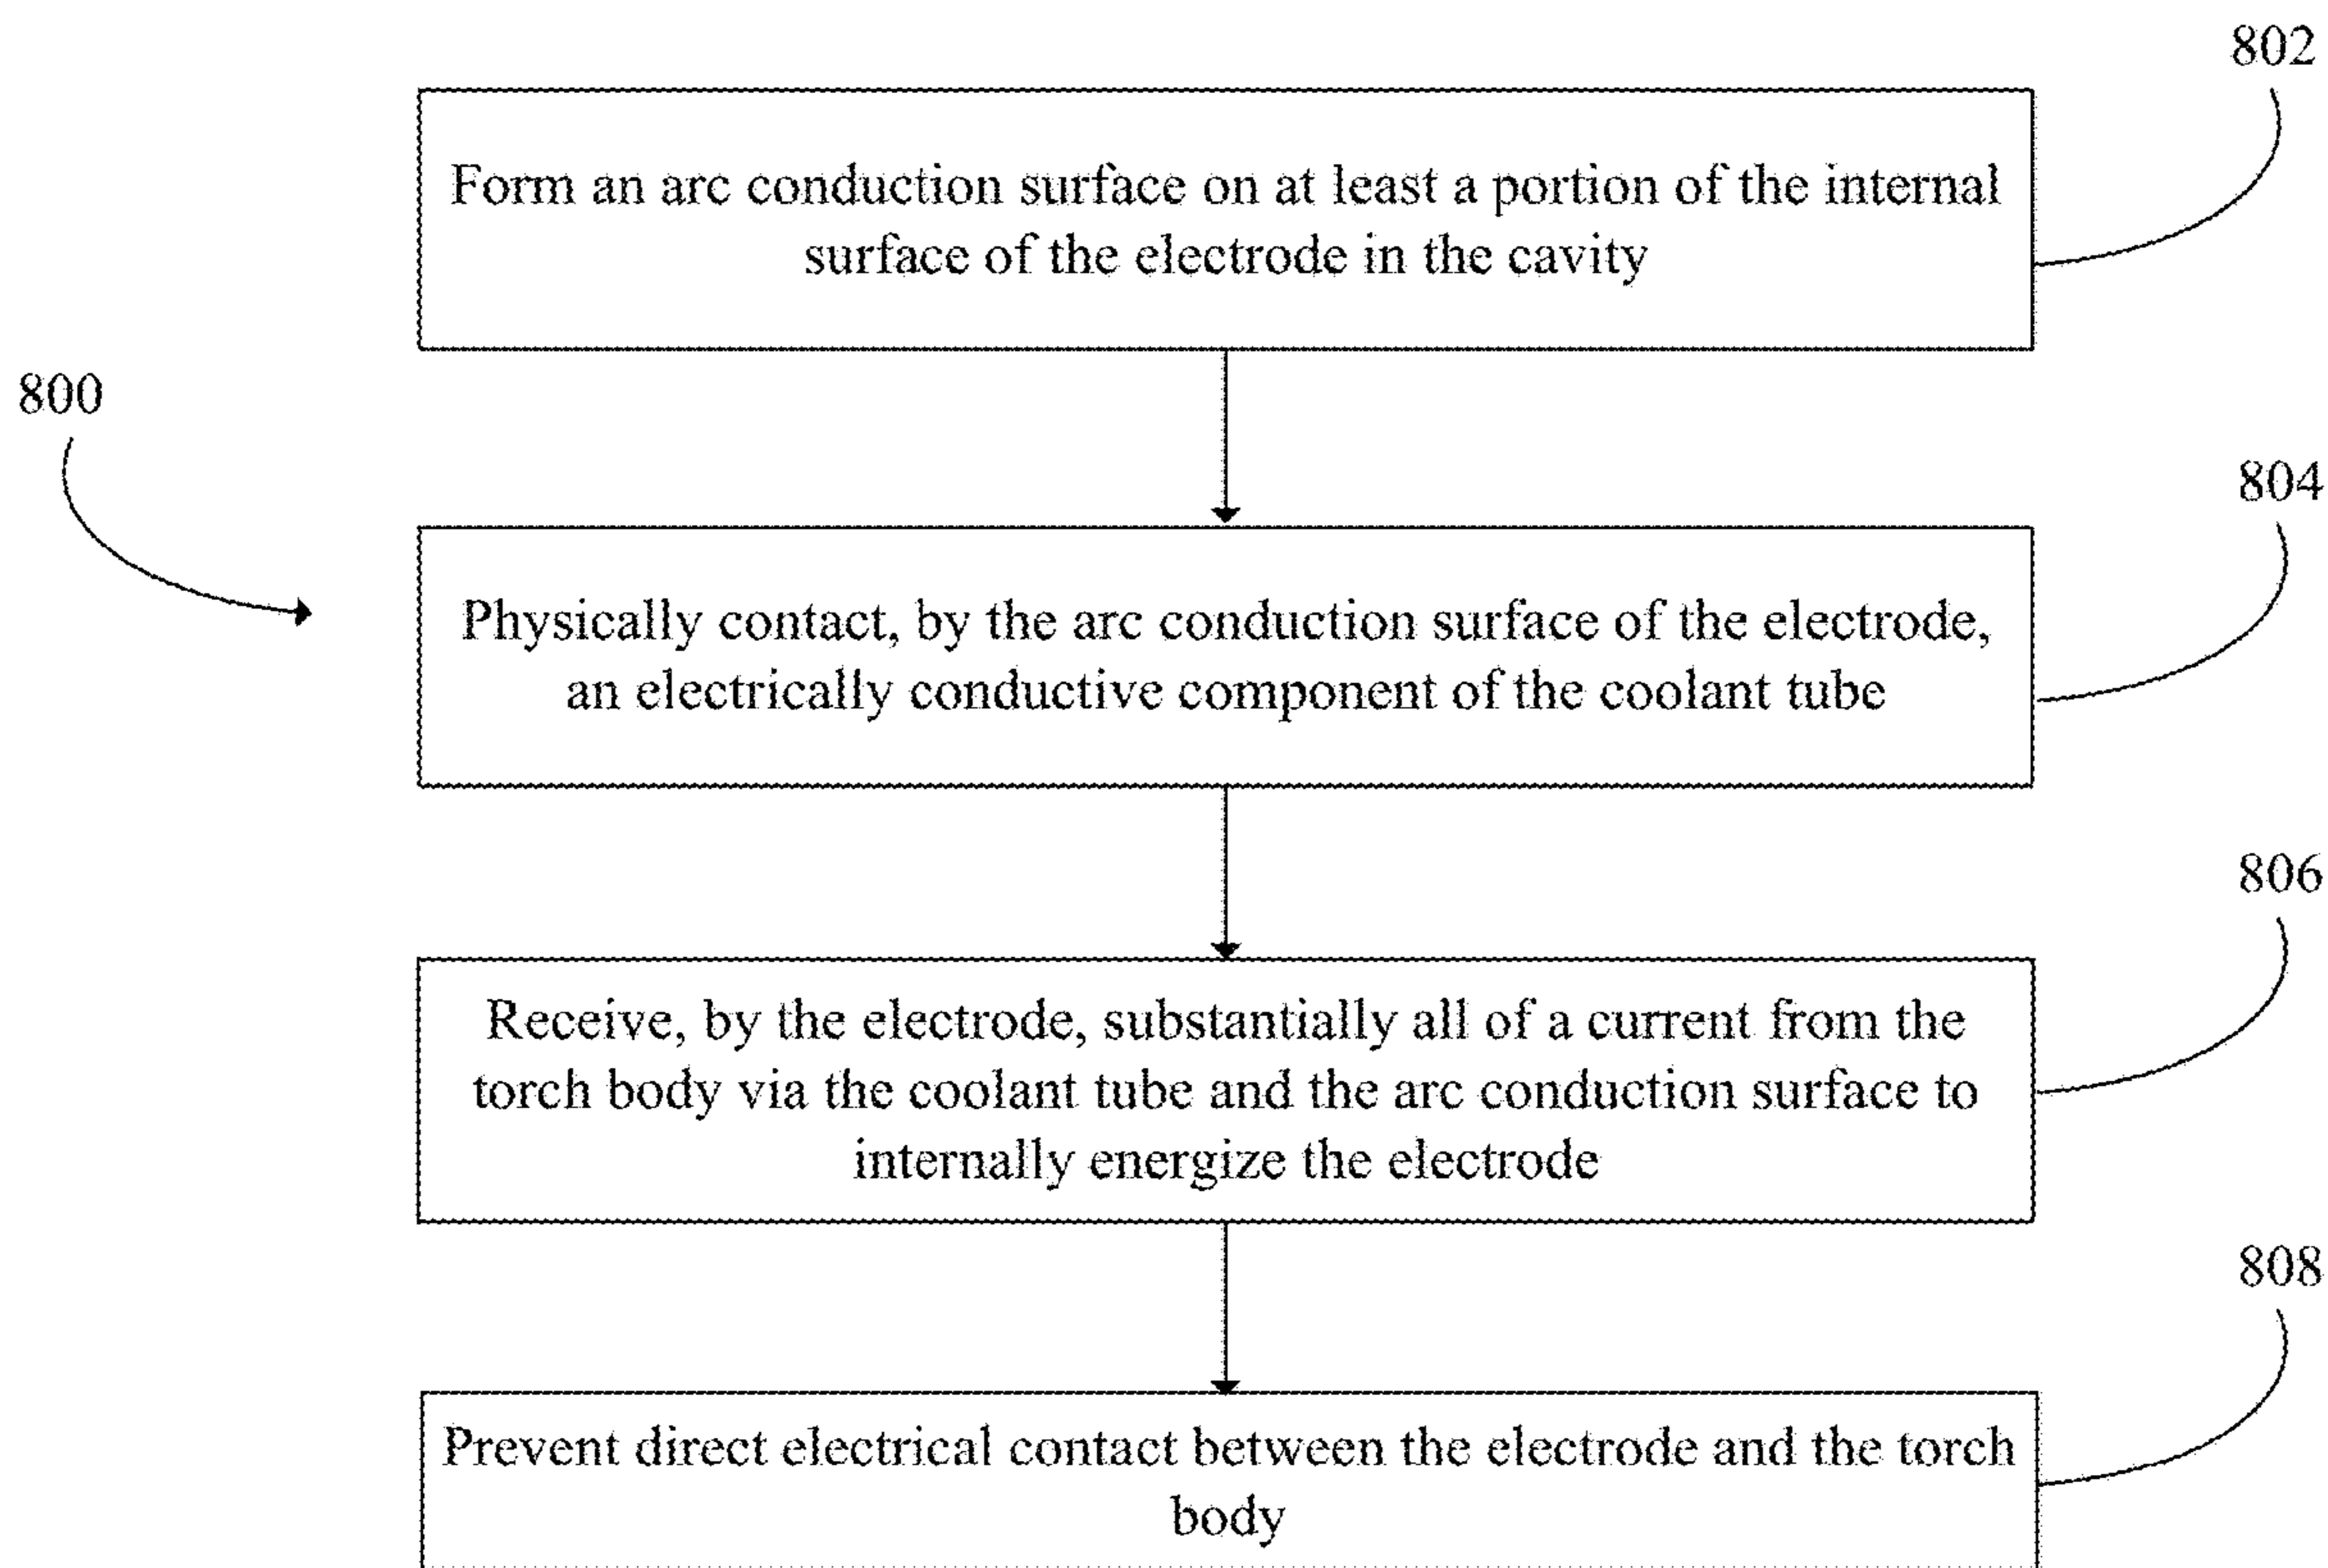 802
Form an arc conduction surface on at least a portion of the internal
surface of the electrode in the cavity
800
804
Physically contact, by the arc conduction surface of the electrode,
an electrically conductive component of the coolant tube
806
Receive, by the electrode, substantially all of a current from the
torch body via the coolant tube and the arc conduction surface to
internally energize the electrode
808
Prevent direct electrical contact between the electrode and the torch
body